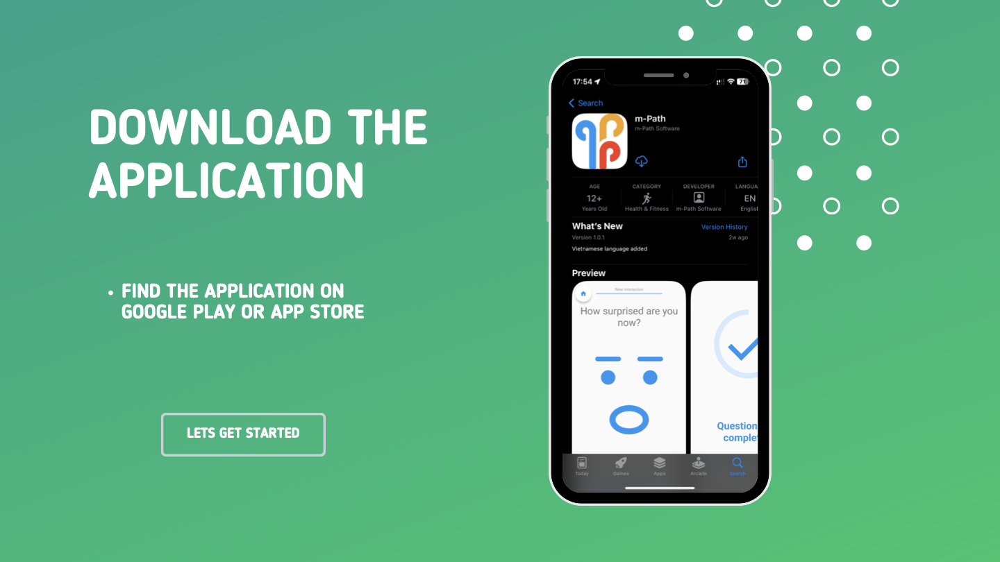 DOWNLOAD THE
APPLICATION
• FIND THE APPLICATION ON
GOOGLE PLAY OR APP STORE
LETS GET STARTED
17:54
71
Search
m-Path
m-Path Software
AGE
12+
Years Old
CATEGORY
Health & Fitness
DEVELOPER
m-Path Software
LANGUA
EN
English
What's New
Version History
Version 1.0.1
2w ago
Vietnamese language added
Preview
New interaction
How surprised are you
now?
Question
comple
Today
Games
Apps
Arcade
Search